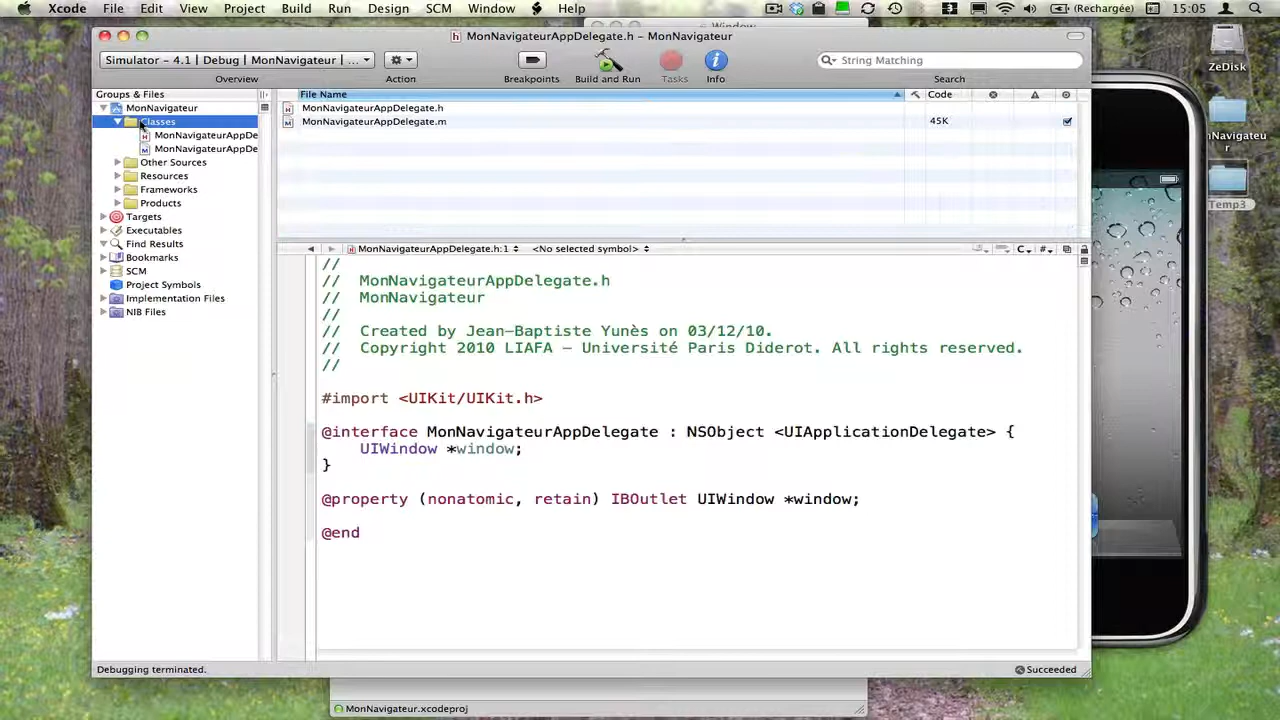 Xcode File Edit View Project Build Run Design SCM Window Help (Rechargée) 15:05
Window
MonNavigateurAppDelegate.h - MonNavigateur
Simulator - 4.1 | Debug | MonNavigateur | ...
String Matching
Overview Action Breakpoints Build and Run Tasks Info Search
ZeDisk
Groups & Files
File Name Code
MonNavigateur
Classes
MonNavigateurAppDe
MonNavigateurAppDe
Other Sources
Resources
Frameworks
Products
Targets
Executables
Find Results
Bookmarks
SCM
Project Symbols
Implementation Files
NIB Files
MonNavigateurAppDelegate.h
MonNavigateurAppDelegate.m 45K
nNavigateu
r
Temp3
MonNavigateurAppDelegate.h:1 <No selected symbol> C #
//
// MonNavigateurAppDelegate.h
// MonNavigateur
//
// Created by Jean-Baptiste Yunès on 03/12/10.
// Copyright 2010 LIAFA – Université Paris Diderot. All rights reserved.
//
#import <UIKit/UIKit.h>
@interface MonNavigateurAppDelegate : NSObject <UIApplicationDelegate> {
UIWindow *window;
}
@property (nonatomic, retain) IBOutlet UIWindow *window;
@end
Debugging terminated. Succeeded
MonNavigateur.xcodeproj